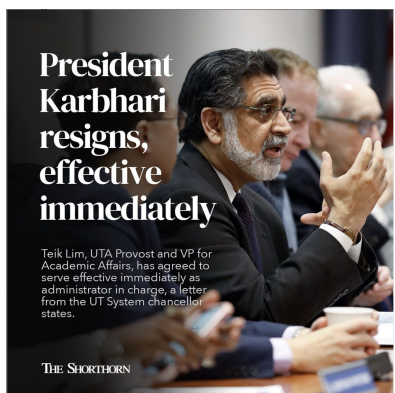 President
Karbhari
resigns,
effective
immediately
Teik Lim, UTA Provost and VP for
Academic Affairs, has agreed to
serve effective immediately as
administrator in charge, a letter
from the UT System chancellor
states.
THE SHORTHORN